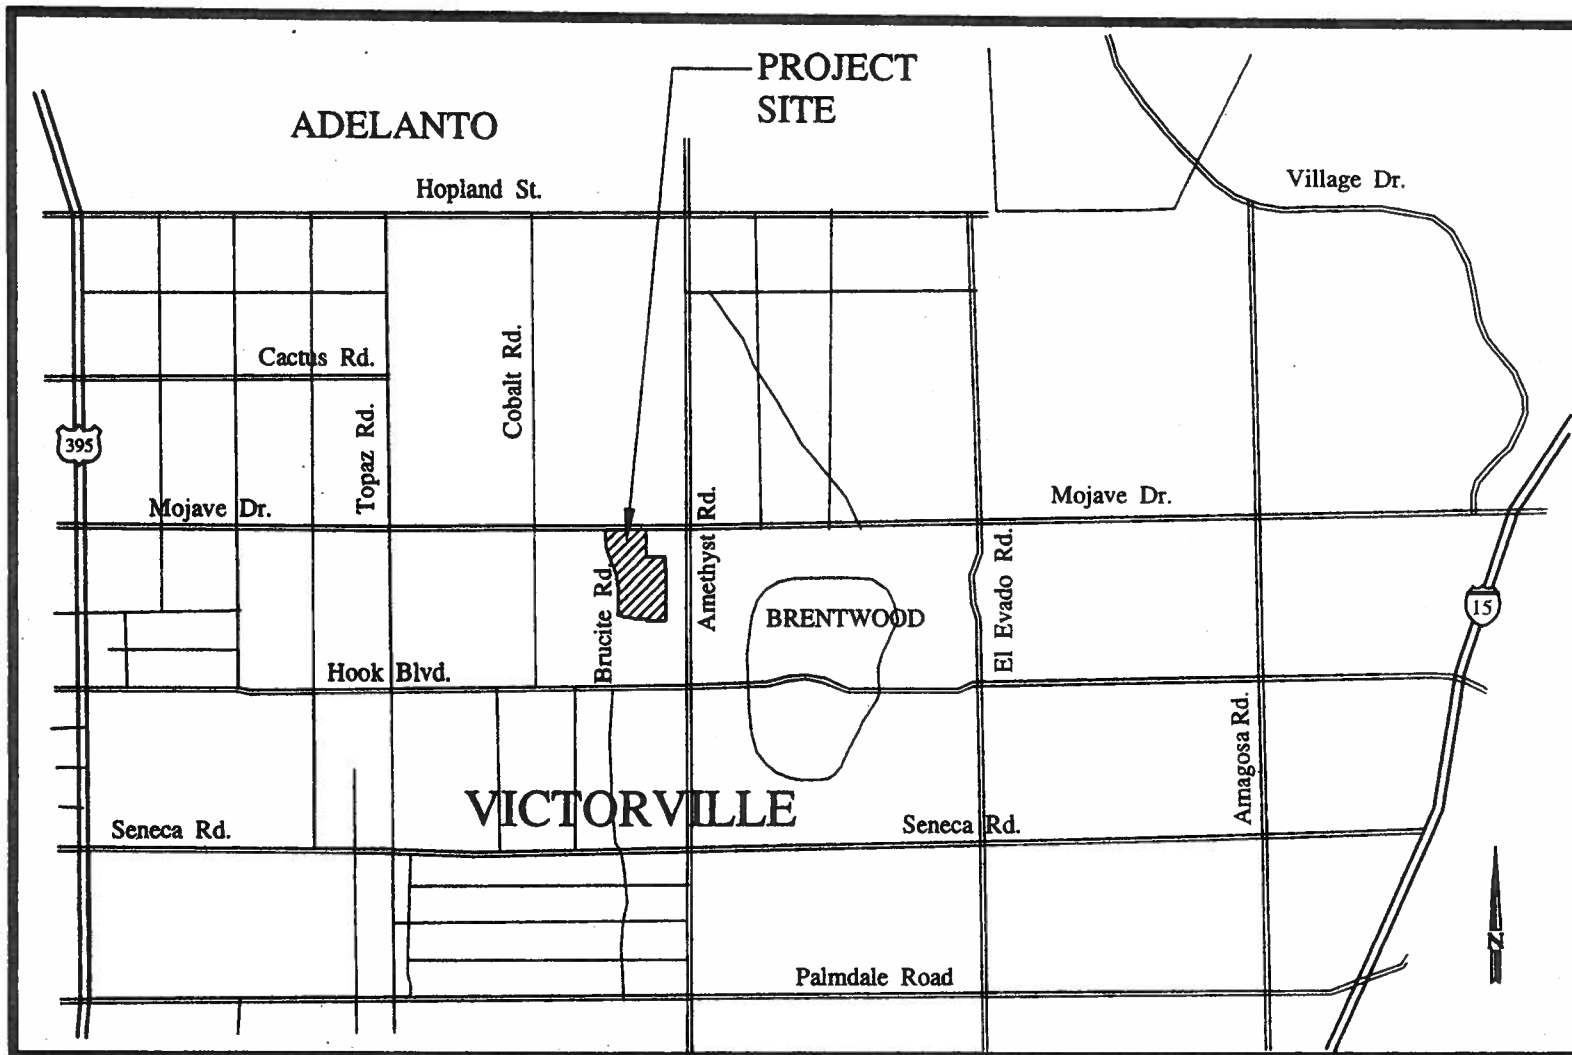 PROJECT
SITE
ADELANTO
Hopland St.
Village Dr.
Cactus Rd.
Cobalt Rd.
Topaz Rd.
395
Mojave Dr.
Amethyst Rd.
Mojave Dr.
El Evado Rd.
Brucite Rd.
BRENTWOOD
15
Hook Blvd.
Amagosa Rd.
VICTORVILLE
Seneca Rd.
Seneca Rd.
N
Palmdale Road